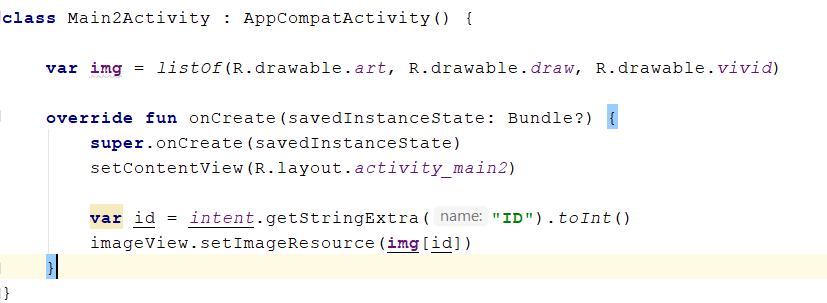 class Main2Activity : AppCompatActivity() {
var img = listOf(R.drawable.art, R.drawable.draw, R.drawable.vivid)
override fun onCreate(savedInstanceState: Bundle?) {
super.onCreate(savedInstanceState)
setContentView(R.layout.activity_main2)
var id = intent.getStringExtra( name: "ID").toInt()
imageView.setImageResource(img[id])
}
}